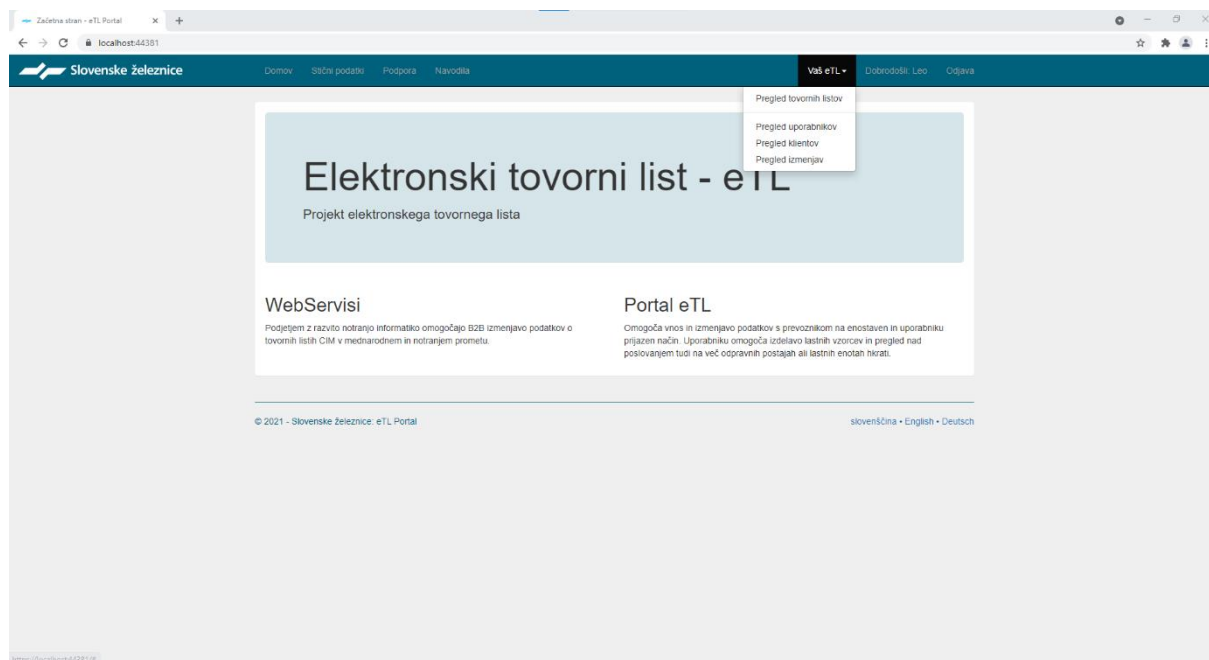 Začetna stran - eTL Portal
localhost:44381
Slovenske železnice
Domov Stični podatki Podpora Navodila Vaš eTL Dobrodošli: Leo Odjava
Pregled tovornih listov
Pregled uporabnikov
Pregled klientov
Pregled izmenjav
Elektronski tovorni list - eTL
Projekt elektronskega tovornega lista
WebServisi
Podjetjem z razvito notranjo informatiko omogočajo B2B izmenjavo podatkov o
tovornih listih CIM v mednarodnem in notranjem prometu.
Portal eTL
Omogoča vnos in izmenjavo podatkov s prevoznikom na enostaven in uporabniku
prijazen način. Uporabniku omogoča izdelavo lastnih vzorcev in pregled nad
poslovanjem tudi na več odpravnih postajah ali lastnih enotah hkrati.
© 2021 - Slovenske železnice: eTL Portal
slovenščina • English • Deutsch